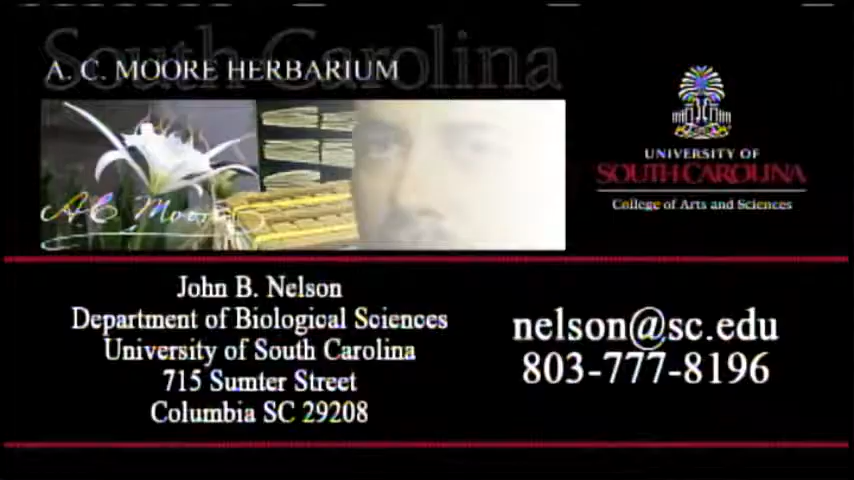 South Carolina
A. C. MOORE HERBARIUM
A C Moore
UNIVERSITY OF
SOUTH CAROLINA
College of Arts and Sciences
John B. Nelson
Department of Biological Sciences
University of South Carolina
715 Sumter Street
Columbia SC 29208
nelson@sc.edu
803-777-8196